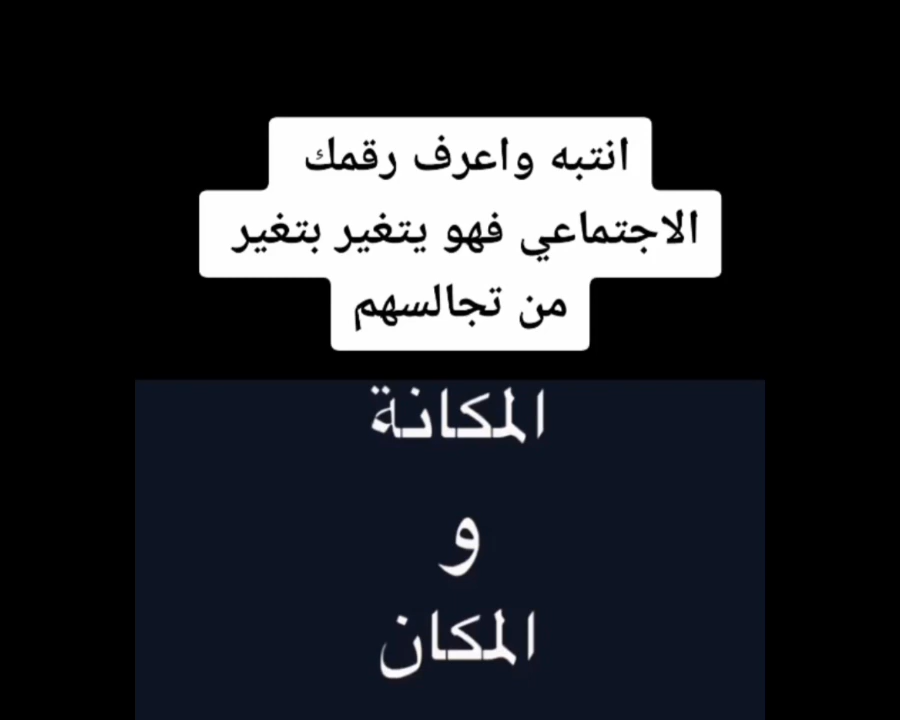 انتبه واعرف رقمك
الاجتماعي فهو يتغير بتغير
من تجالسهم
المكانة
و
المكان